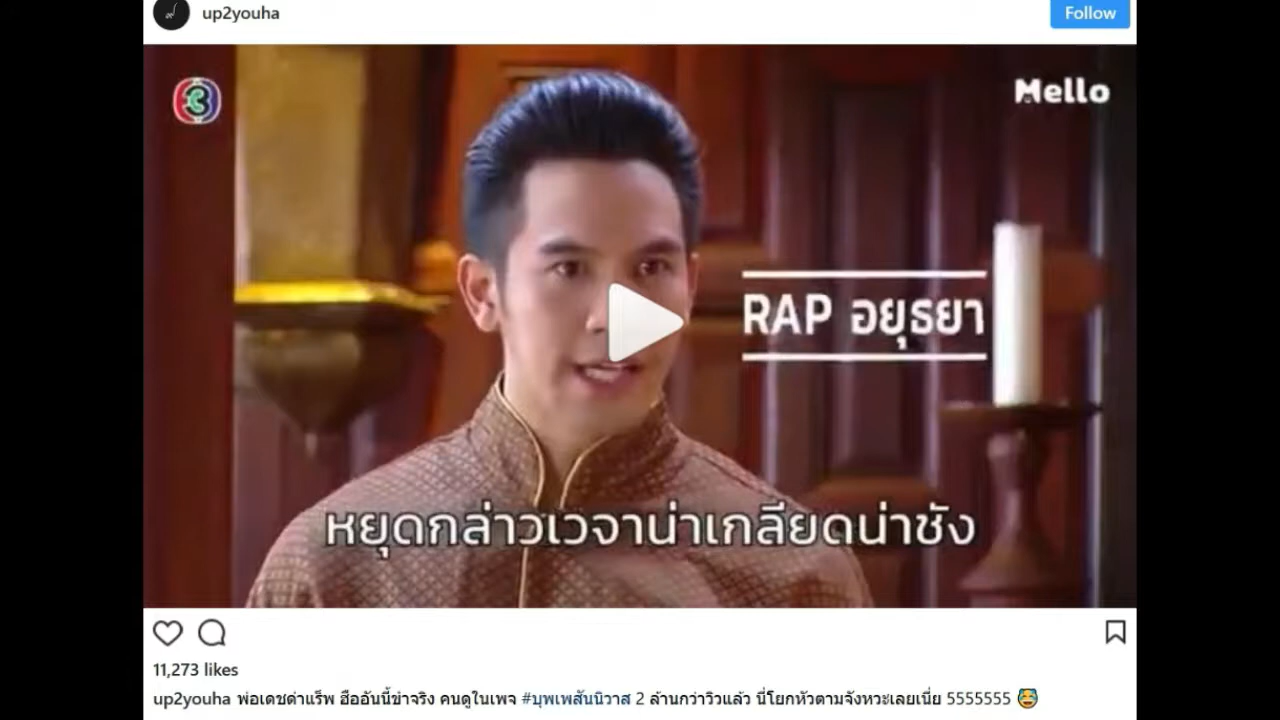 up2youha
Follow
3
Mello
RAP อยุธยา
หยุดกล่าวเวจาน่าเกลียดน่าชัง
11,273 likes
up2youha พ่อเดชด่าแร็พ ฮืออันนี้ขำจริง คนดูในเพจ #บุพเพสันนิวาส 2 ล้านกว่าวิวแล้ว นี่โยกหัวตามจังหวะเลยเนี่ย 5555555 😅